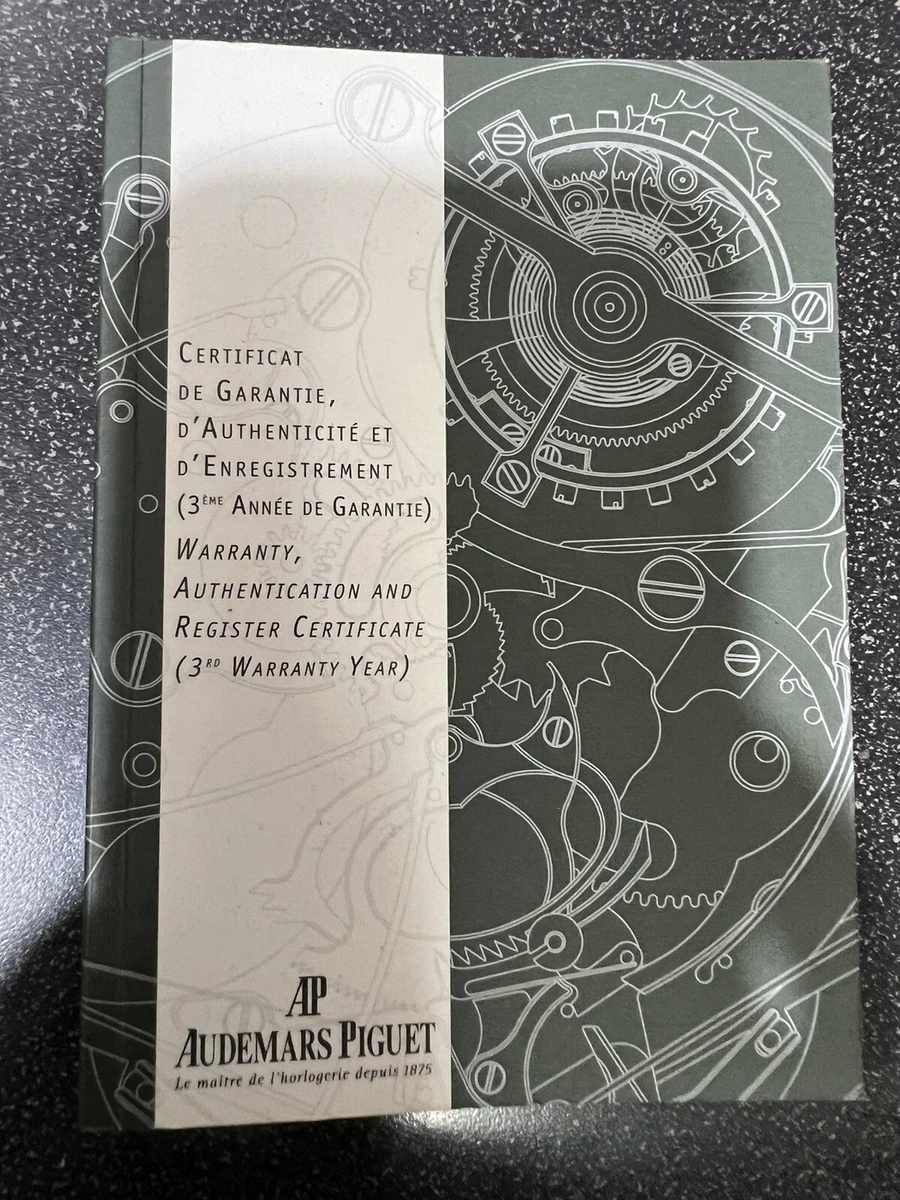 CERTIFICAT
DE GARANTIE,
D'AUTHENTICITÉ ET
D'ENREGISTREMENT
(3ÈME ANNÉE DE GARANTIE)
WARRANTY,
AUTHENTICATION AND
REGISTER CERTIFICATE
(3RD WARRANTY YEAR)
AP
AUDEMARS PIGUET
Le maître de l'horlogerie depuis 1875